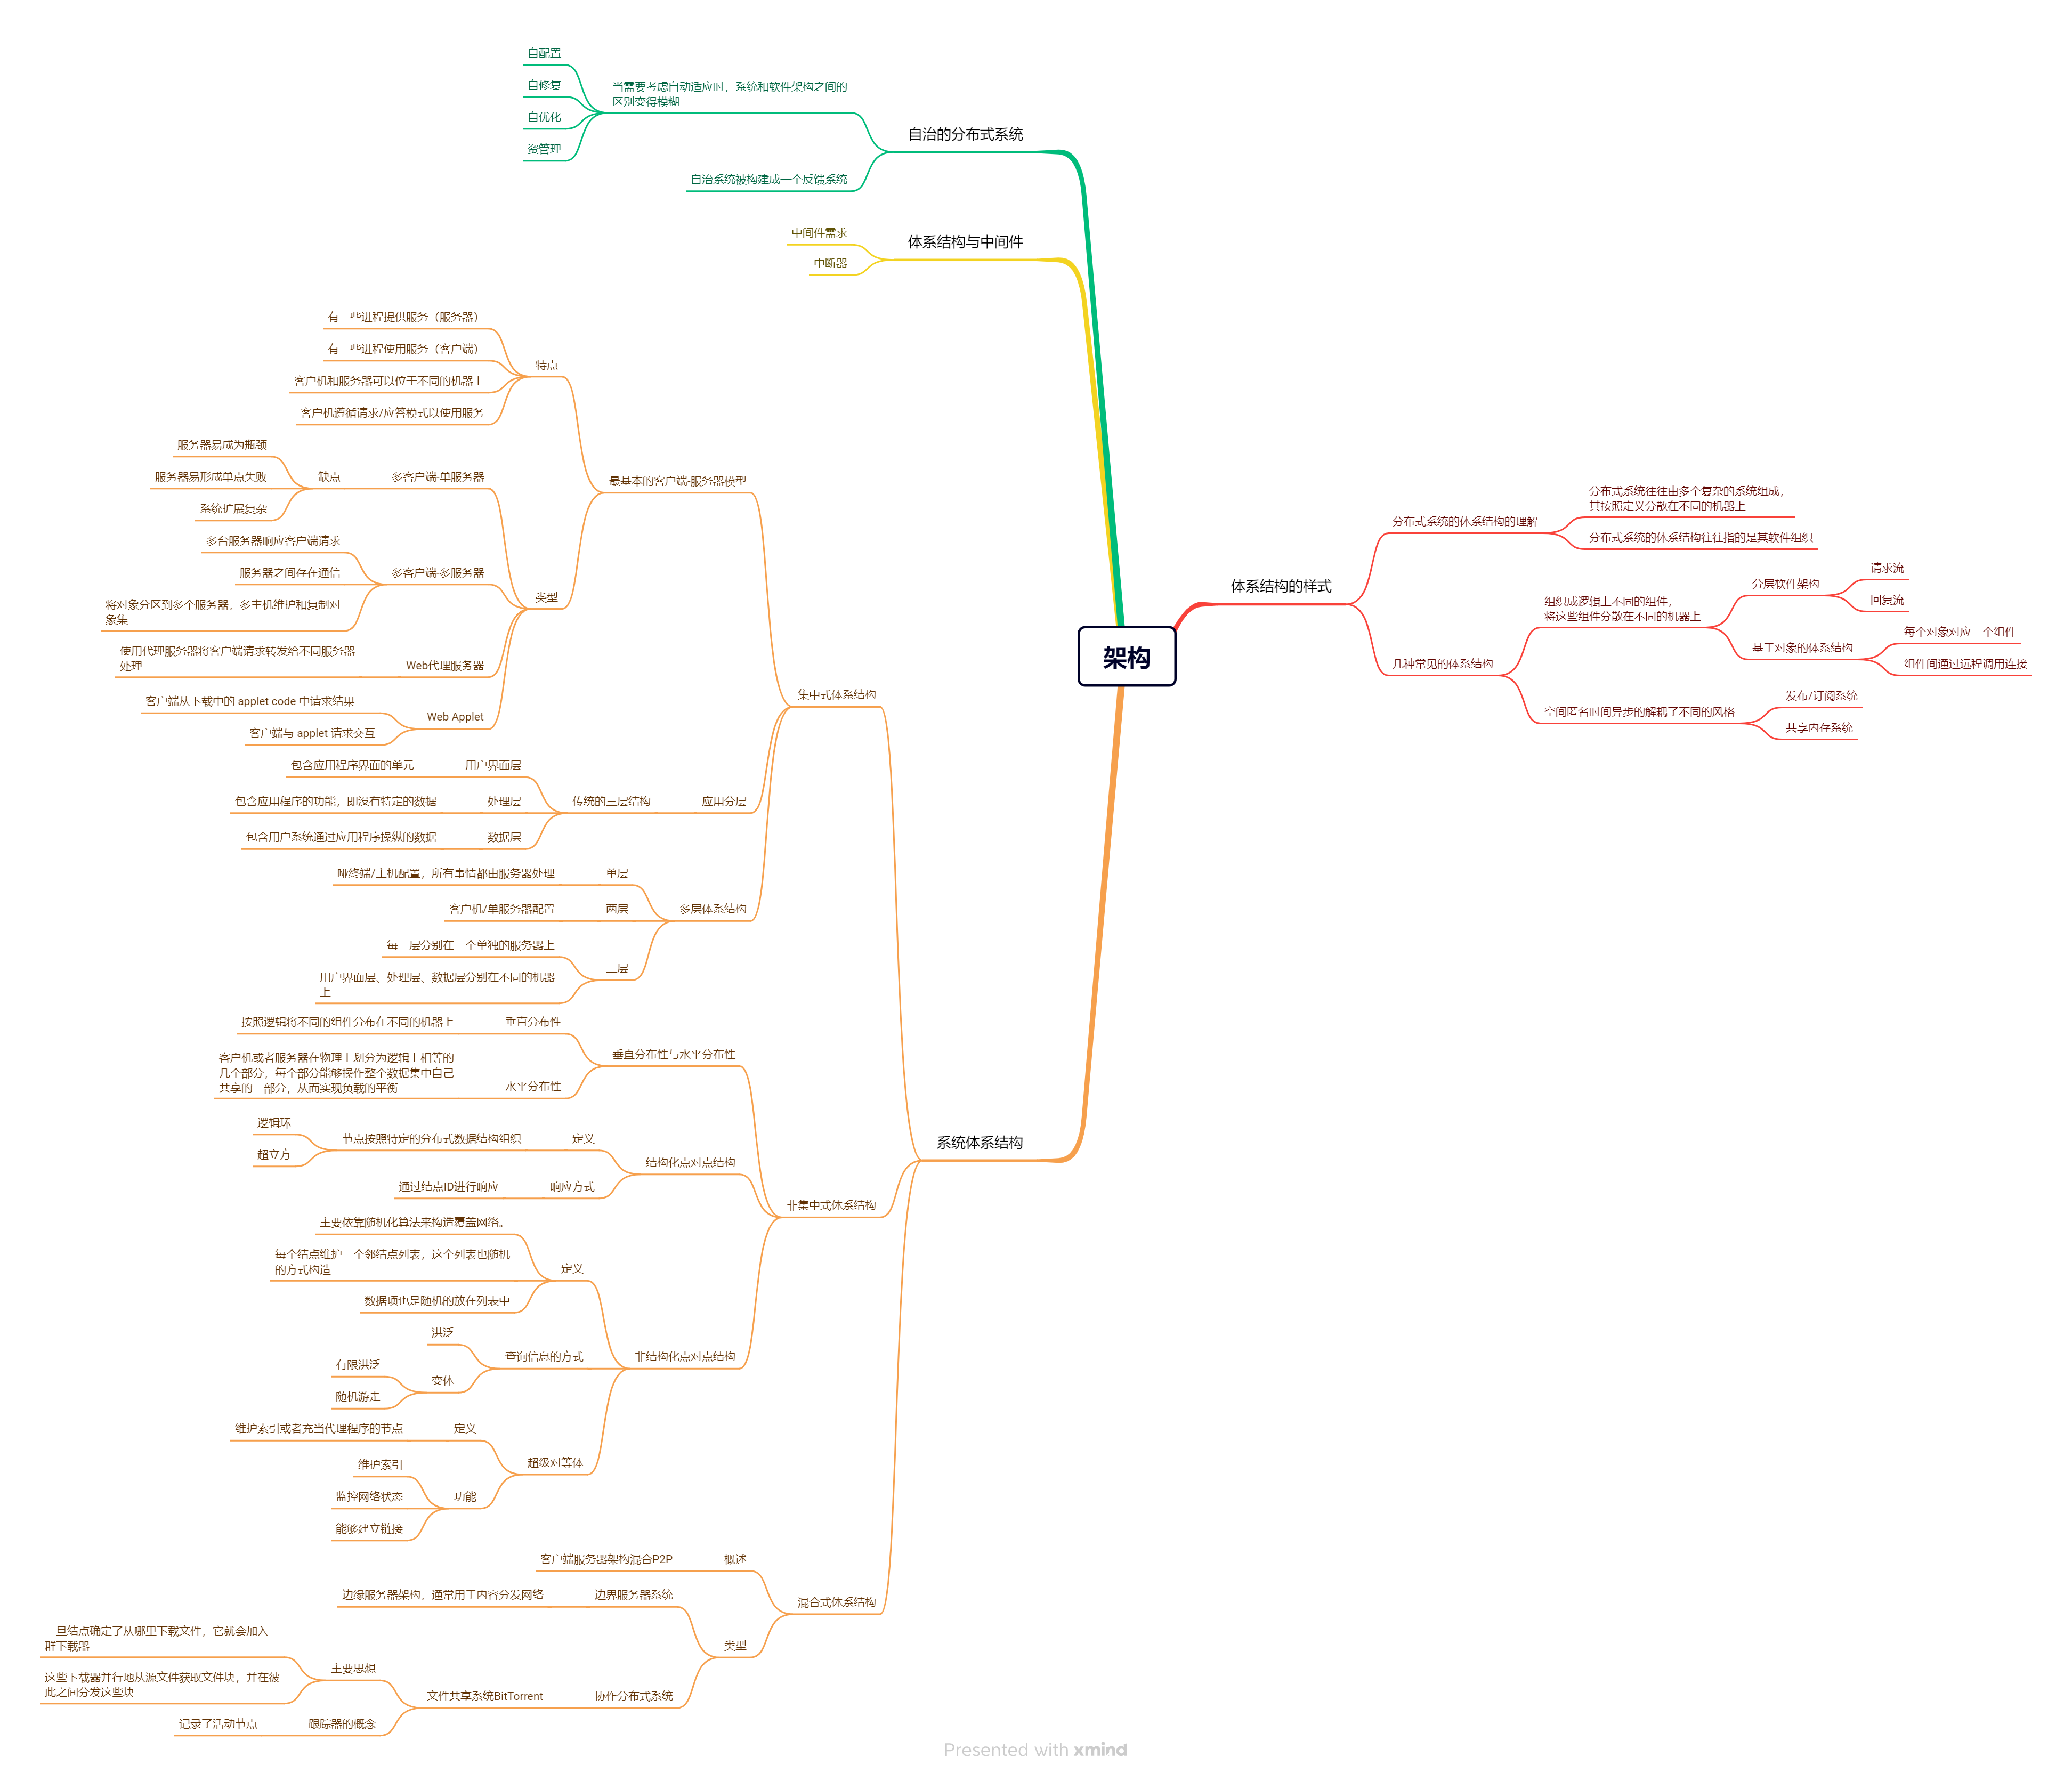 架构
体系结构的样式
分布式系统的体系结构的理解
分布式系统往往由多个复杂的系统组成，
其按照定义分散在不同的机器上
分布式系统的体系结构往往指的是其软件组织
几种常见的体系结构
组织成逻辑上不同的组件，
将这些组件分散在不同的机器上
分层软件架构
请求流
回复流
基于对象的体系结构
每个对象对应一个组件
组件间通过远程调用连接
空间匿名时间异步的解耦了不同的风格
发布/订阅系统
共享内存系统
自治的分布式系统
当需要考虑自动适应时，系统和软件架构之间的
区别变得模糊
自配置
自修复
自优化
资管理
自治系统被构建成一个反馈系统
体系结构与中间件
中间件需求
中断器
系统体系结构
集中式体系结构
最基本的客户端-服务器模型
特点
有一些进程提供服务（服务器）
有一些进程使用服务（客户端）
客户机和服务器可以位于不同的机器上
客户机遵循请求/应答模式以使用服务
类型
多客户端-单服务器
缺点
服务器易成为瓶颈
服务器易形成单点失败
系统扩展复杂
多客户端-多服务器
多台服务器响应客户端请求
服务器之间存在通信
将对象分区到多个服务器，多主机维护和复制对
象集
Web代理服务器
使用代理服务器将客户端请求转发给不同服务器
处理
Web Applet
客户端从下载中的 applet code 中请求结果
客户端与 applet 请求交互
应用分层
传统的三层结构
用户界面层
包含应用程序界面的单元
处理层
包含应用程序的功能，即没有特定的数据
数据层
包含用户系统通过应用程序操纵的数据
多层体系结构
单层
哑终端/主机配置，所有事情都由服务器处理
两层
客户机/单服务器配置
三层
每一层分别在一个单独的服务器上
用户界面层、处理层、数据层分别在不同的机器
上
非集中式体系结构
垂直分布性与水平分布性
垂直分布性
按照逻辑将不同的组件分布在不同的机器上
水平分布性
客户机或者服务器在物理上划分为逻辑上相等的
几个部分，每个部分能够操作整个数据集中自己
共享的一部分，从而实现负载的平衡
结构化点对点结构
定义
节点按照特定的分布式数据结构组织
逻辑环
超立方
响应方式
通过结点ID进行响应
非结构化点对点结构
定义
主要依靠随机化算法来构造覆盖网络。
每个结点维护一个邻结点列表，这个列表也随机
的方式构造
数据项也是随机的放在列表中
查询信息的方式
洪泛
变体
有限洪泛
随机游走
超级对等体
定义
维护索引或者充当代理程序的节点
功能
维护索引
监控网络状态
能够建立链接
混合式体系结构
概述
客户端服务器架构混合P2P
类型
边界服务器系统
边缘服务器架构，通常用于内容分发网络
协作分布式系统
文件共享系统BitTorrent
主要思想
一旦结点确定了从哪里下载文件，它就会加入一
群下载器
这些下载器并行地从源文件获取文件块，并在彼
此之间分发这些块
跟踪器的概念
记录了活动节点
Presented with xmind